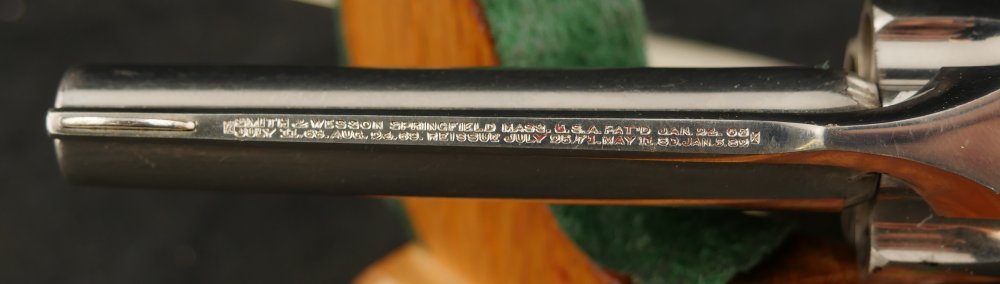 SMITH & WESSON SPRINGFIELD MASS. U.S.A. PAT'D JAN. 24. 65
JULY 11. 65. AUG. 24. 69. REISSUE JULY 25. 71. MAY 11. 80. JAN. 3. 82